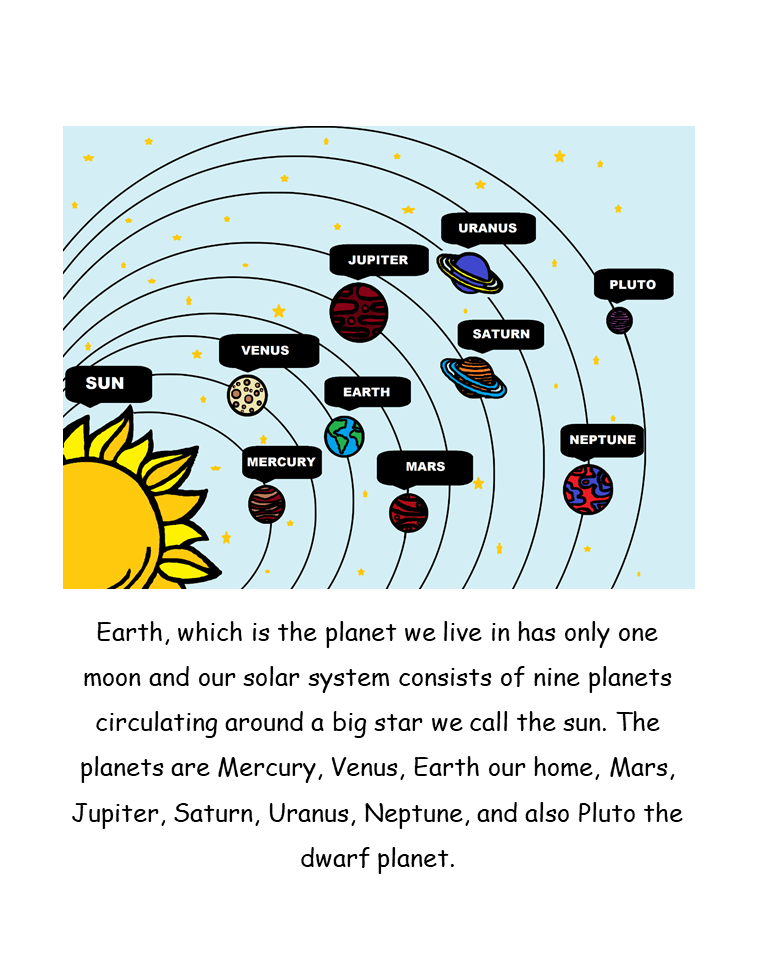 URANUS
JUPITER
PLUTO
SATURN
VENUS
SUN
EARTH
NEPTUNE
MERCURY
MARS
Earth, which is the planet we live in has only one
moon and our solar system consists of nine planets
circulating around a big star we call the sun. The
planets are Mercury, Venus, Earth our home, Mars,
Jupiter, Saturn, Uranus, Neptune, and also Pluto the
dwarf planet.